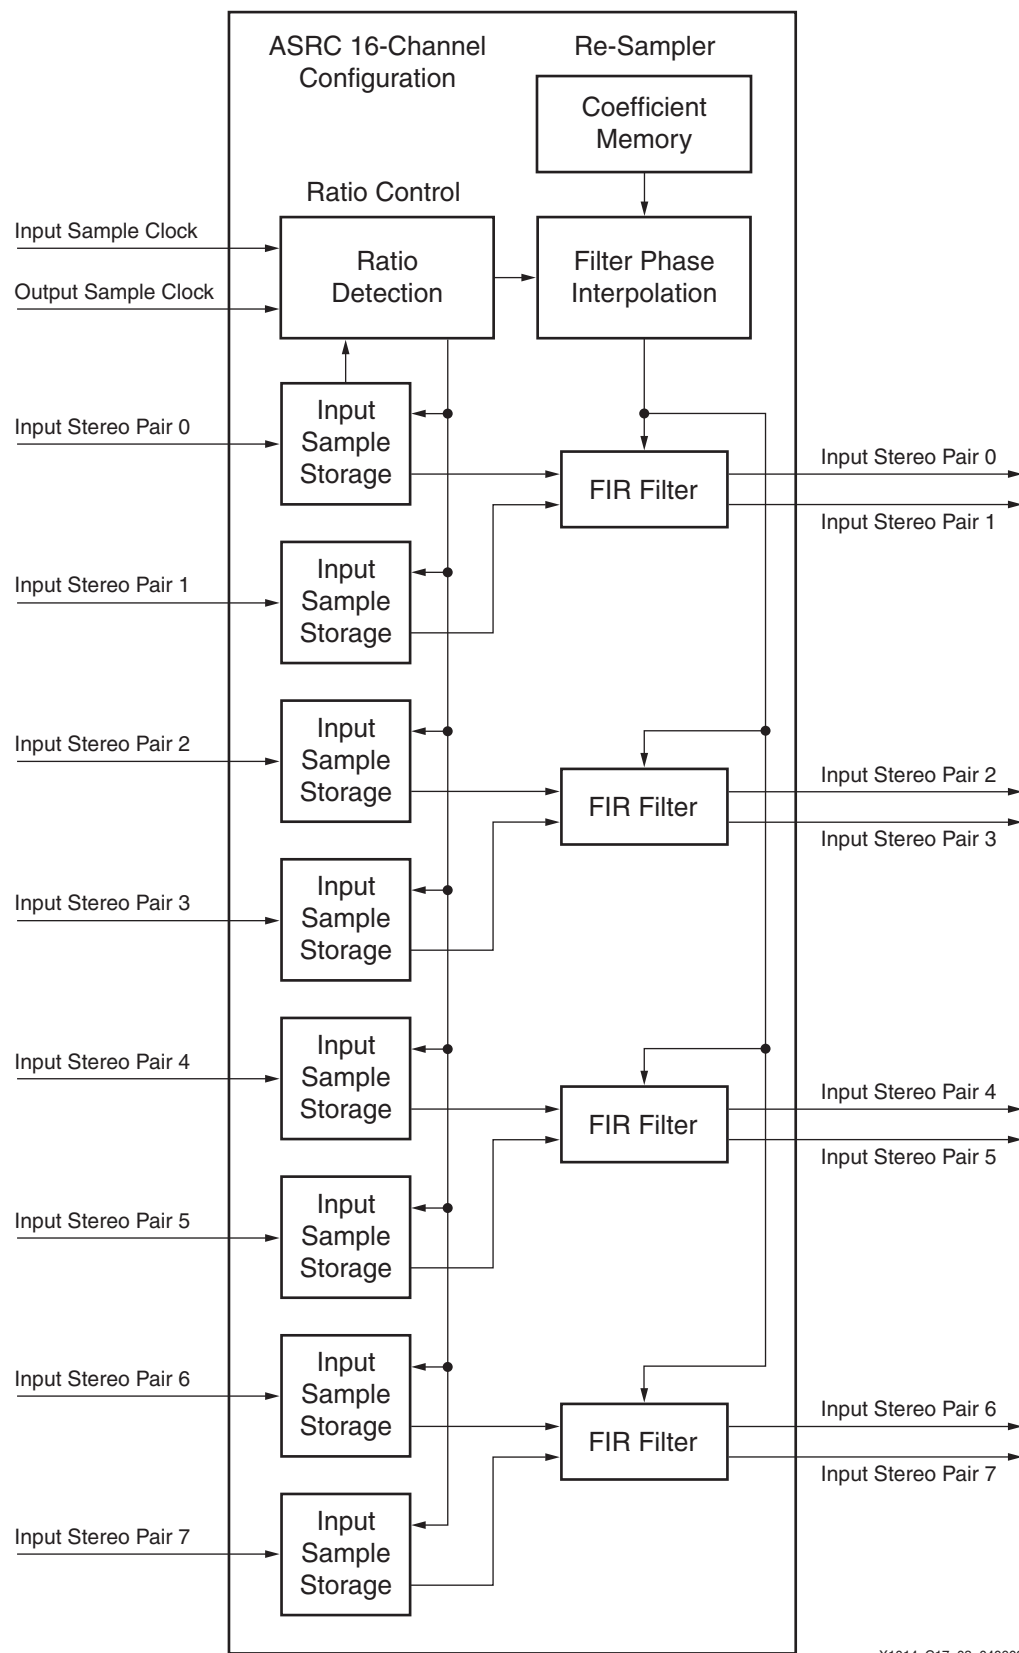 ASRC 16-Channel
Configuration
Re-Sampler
Coefficient
Memory
Ratio Control
Input Sample Clock
Output Sample Clock
Ratio
Detection
Filter Phase
Interpolation
Input Stereo Pair 0
Input
Sample
Storage
FIR Filter
Input Stereo Pair 0
Input Stereo Pair 1
Input Stereo Pair 1
Input
Sample
Storage
Input Stereo Pair 2
Input
Sample
Storage
FIR Filter
Input Stereo Pair 2
Input Stereo Pair 3
Input Stereo Pair 3
Input
Sample
Storage
Input Stereo Pair 4
Input
Sample
Storage
FIR Filter
Input Stereo Pair 4
Input Stereo Pair 5
Input Stereo Pair 5
Input
Sample
Storage
Input Stereo Pair 6
Input
Sample
Storage
FIR Filter
Input Stereo Pair 6
Input Stereo Pair 7
Input Stereo Pair 7
Input
Sample
Storage